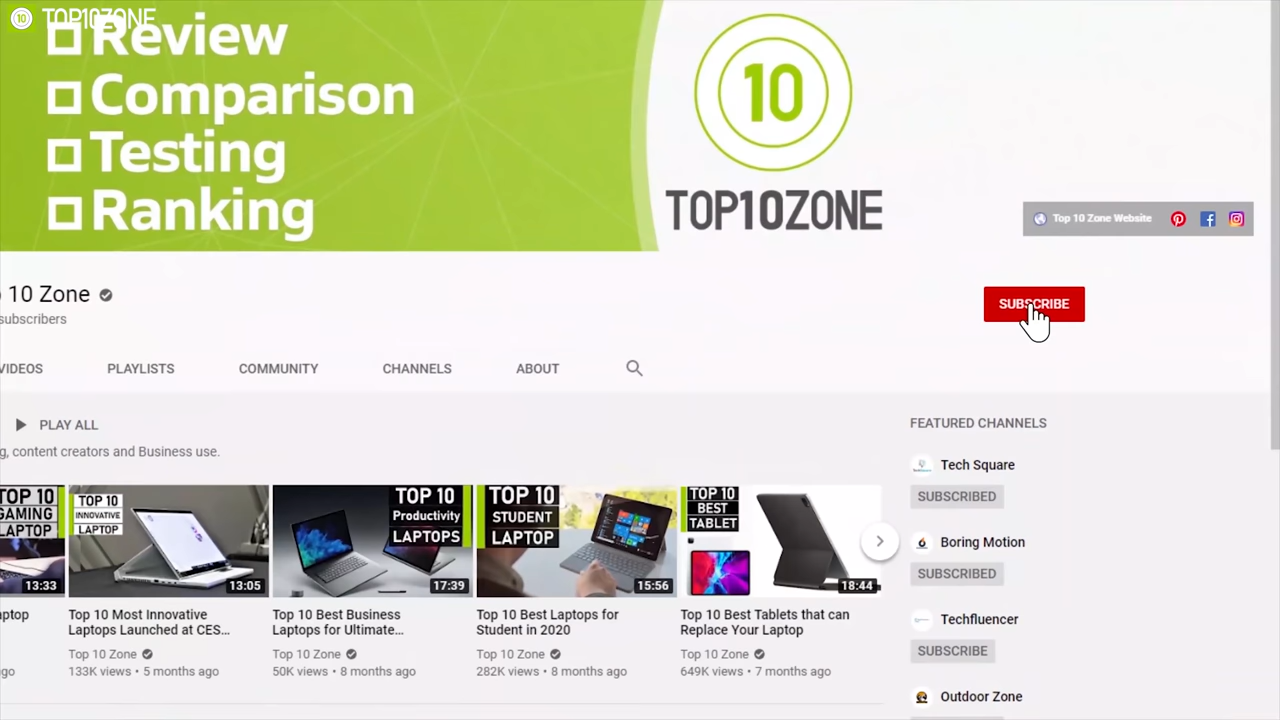 10 TOP10ZONE
Review
Comparison
Testing
Ranking
10
TOP10ZONE
Top 10 Zone Website
10 Zone
SUBSCRIBE
subscribers
VIDEOS
PLAYLISTS
COMMUNITY
CHANNELS
ABOUT
PLAY ALL
g, content creators and Business use.
FEATURED CHANNELS
Tech Square
SUBSCRIBED
Boring Motion
SUBSCRIBED
Techfluencer
SUBSCRIBE
Outdoor Zone
TOP 10
GAMING
LAPTOP
13:33
aptop
go
TOP 10
INNOVATIVE
LAPTOP
13:05
Top 10 Most Innovative
Laptops Launched at CES...
Top 10 Zone
133K views • 5 months ago
TOP 10
Productivity
LAPTOPS
17:39
Top 10 Best Business
Laptops for Ultimate...
Top 10 Zone
50K views • 8 months ago
TOP 10
STUDENT
LAPTOP
15:56
Top 10 Best Laptops for
Student in 2020
Top 10 Zone
282K views • 8 months ago
TOP 10
BEST
TABLET
18:44
Top 10 Best Tablets that can
Replace Your Laptop
Top 10 Zone
649K views • 7 months ago